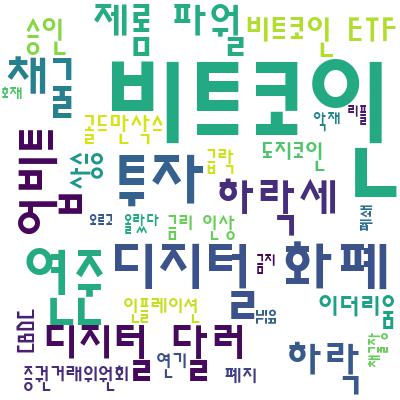 제롬 파월
승인
비트코인 ETF
채굴
호재
비트코인
골드만삭스
악재
리플
업비트
상승
투자
급락
도지코인
하락세
오르고
올랐다
금리 인상
폐쇄
연준
디지털
금지
화폐
인플레이션
뉴욕
이더리움
CBDC
디지털 달러
연기
하락
채굴장
증권거래위원회
폐지